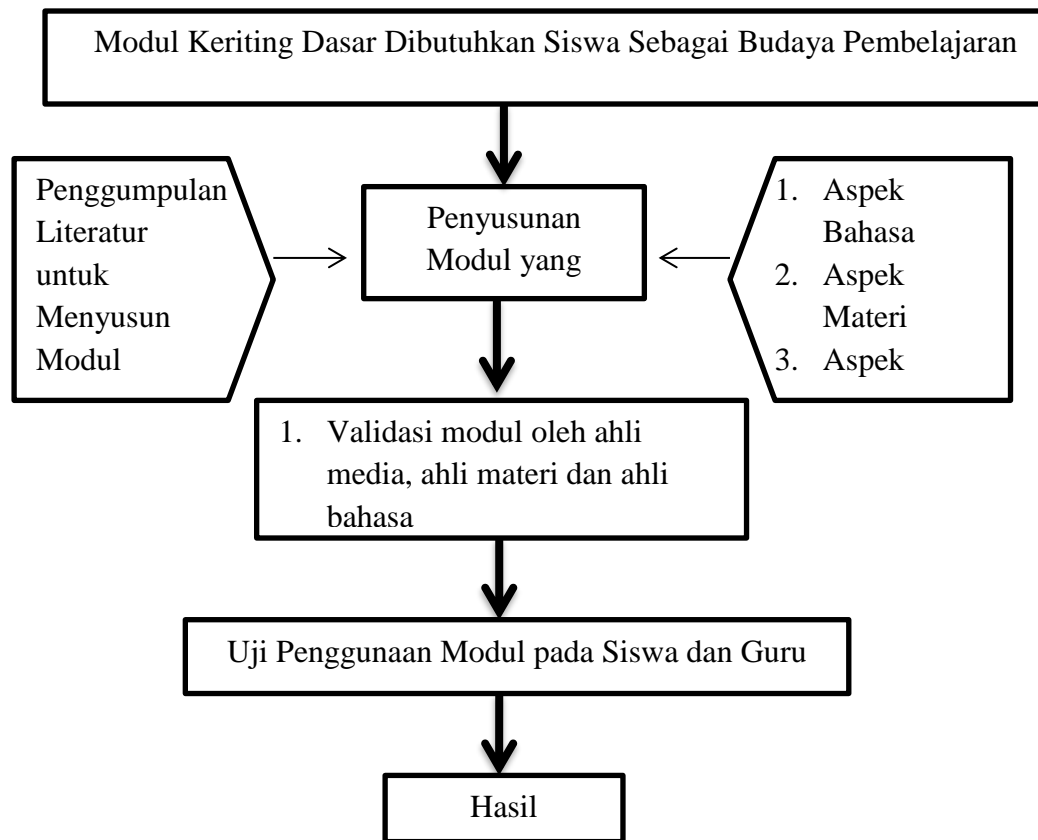 Modul Keriting Dasar Dibutuhkan Siswa Sebagai Budaya Pembelajaran
Penggumpulan
Literatur
untuk
Menyusun
Modul
Penyusunan
Modul yang
1. Aspek
Bahasa
2. Aspek
Materi
3. Aspek
1. Validasi modul oleh ahli
media, ahli materi dan ahli
bahasa
Uji Penggunaan Modul pada Siswa dan Guru
Hasil